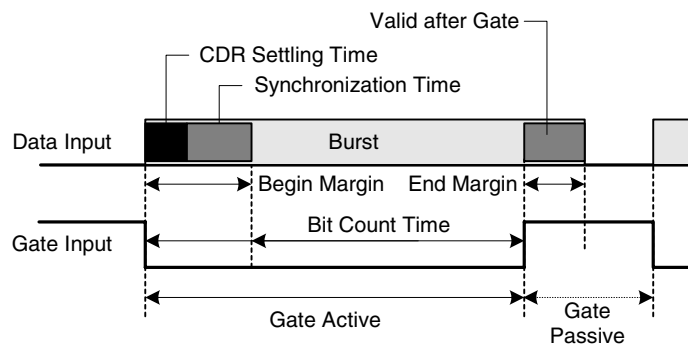 Valid after Gate
CDR Settling Time
Synchronization Time
Data Input
Burst
Begin Margin
End Margin
Bit Count Time
Gate Input
Gate Active
Gate
Passive